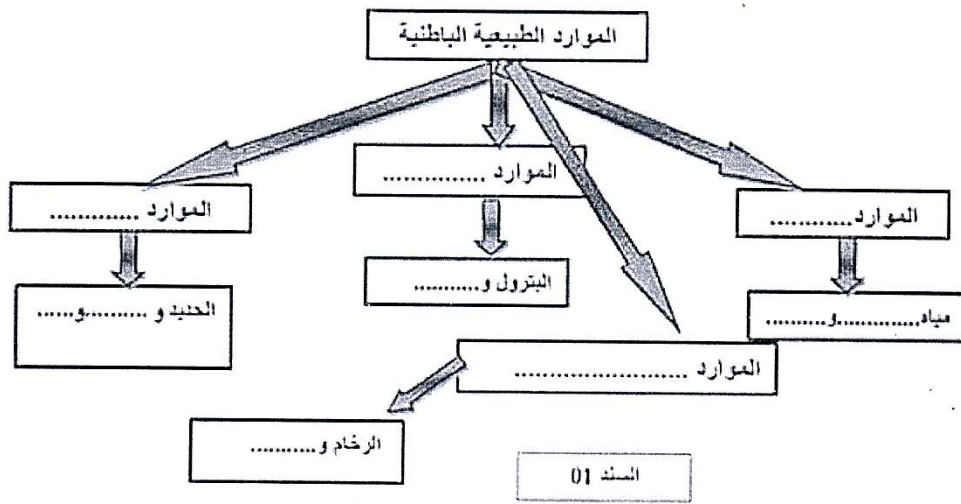 الموارد الطبيعية الباطنية
الموارد ............
الموارد ...............
الموارد .............
مياه.............و..........
البترول و...........
الحديد و ..........و......
الموارد .........................
الرخام و...........
السند 01